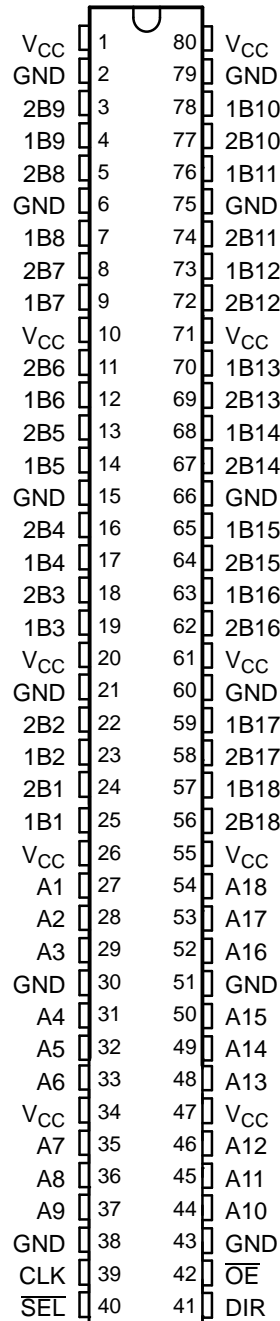 VCC 1 80 VCC
GND 2 79 GND
2B9 3 78 1B10
1B9 4 77 2B10
2B8 5 76 1B11
GND 6 75 GND
1B8 7 74 2B11
2B7 8 73 1B12
1B7 9 72 2B12
VCC 10 71 VCC
2B6 11 70 1B13
1B6 12 69 2B13
2B5 13 68 1B14
1B5 14 67 2B14
GND 15 66 GND
2B4 16 65 1B15
1B4 17 64 2B15
2B3 18 63 1B16
1B3 19 62 2B16
VCC 20 61 VCC
GND 21 60 GND
2B2 22 59 1B17
1B2 23 58 2B17
2B1 24 57 1B18
1B1 25 56 2B18
VCC 26 55 VCC
A1 27 54 A18
A2 28 53 A17
A3 29 52 A16
GND 30 51 GND
A4 31 50 A15
A5 32 49 A14
A6 33 48 A13
VCC 34 47 VCC
A7 35 46 A12
A8 36 45 A11
A9 37 44 A10
GND 38 43 GND
CLK 39 42 O̅E̅
S̅E̅L̅ 40 41 DIR